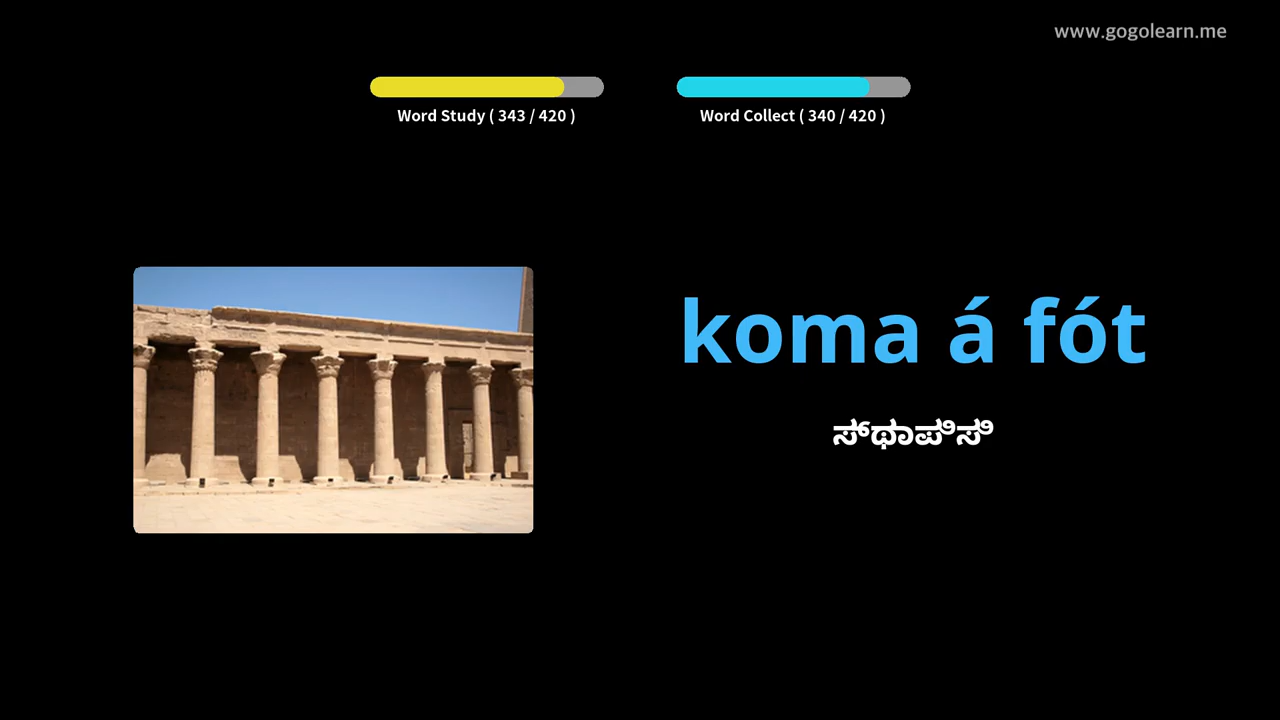 www.gogolearn.me
Word Study ( 343 / 420 )
Word Collect ( 340 / 420 )
koma á fót
ಸ್ಥಾಪಿಸಿ